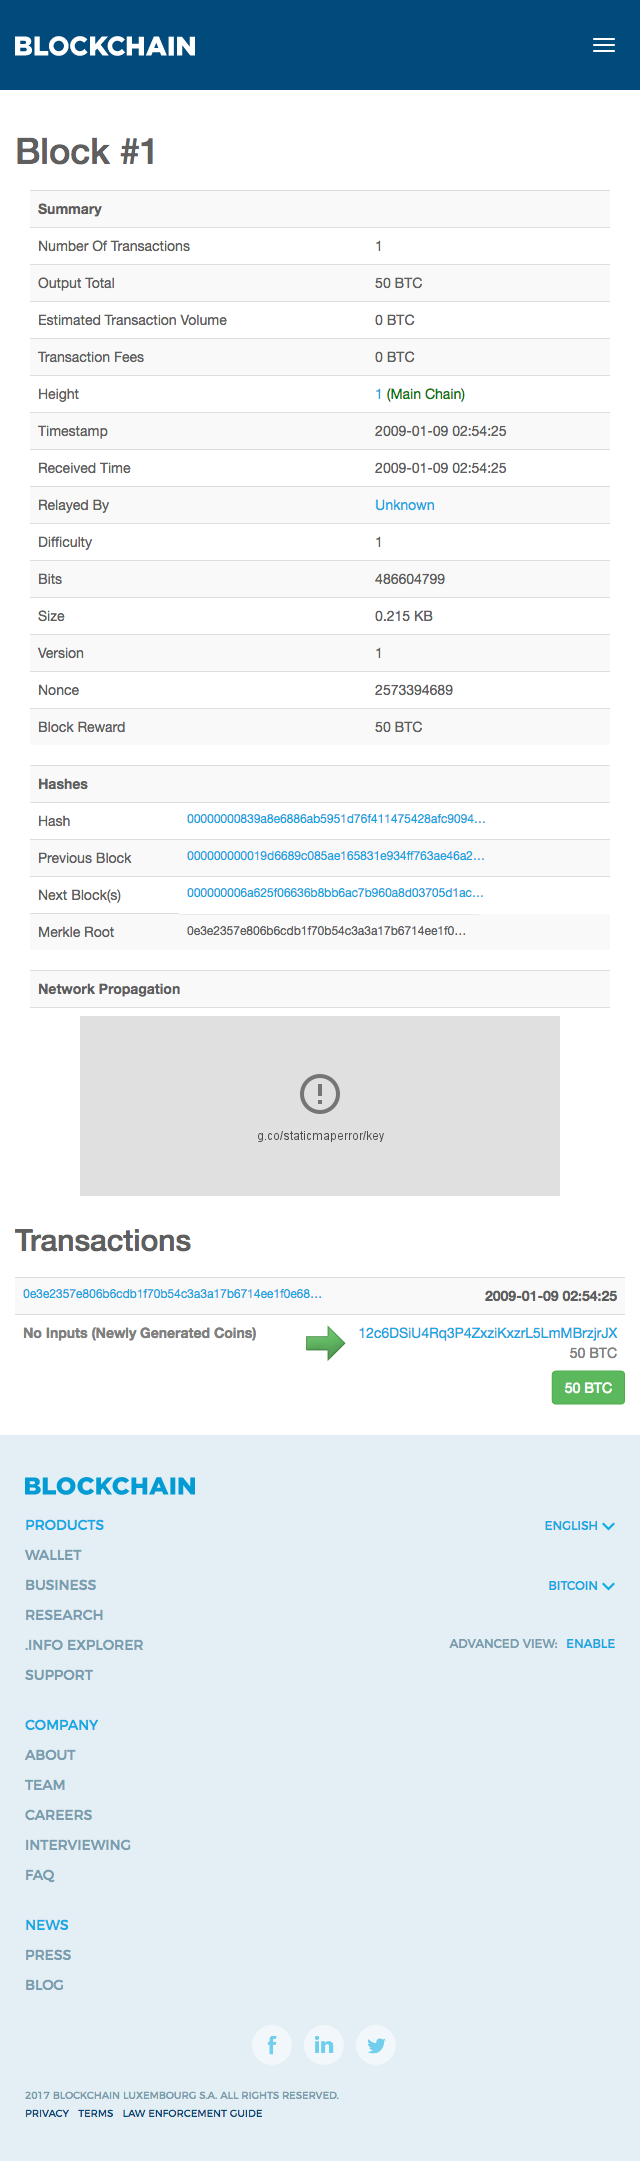 BLOCKCHAIN
Block #1
Summary
Number Of Transactions 1
Output Total 50 BTC
Estimated Transaction Volume 0 BTC
Transaction Fees 0 BTC
Height 1 (Main Chain)
Timestamp 2009-01-09 02:54:25
Received Time 2009-01-09 02:54:25
Relayed By Unknown
Difficulty 1
Bits 486604799
Size 0.215 KB
Version 1
Nonce 2573394689
Block Reward 50 BTC
Hashes
Hash 00000000839a8e6886ab5951d76f411475428afc9094...
Previous Block 000000000019d6689c085ae165831e934ff763ae46a2...
Next Block(s) 000000006a625f06636b8bb6ac7b960a8d03705d1ac...
Merkle Root 0e3e2357e806b6cdb1f70b54c3a3a17b6714ee1f0...
Network Propagation
g.co/staticmaperror/key
Transactions
0e3e2357e806b6cdb1f70b54c3a3a17b6714ee1f0e68... 2009-01-09 02:54:25
No Inputs (Newly Generated Coins) 12c6DSiU4Rq3P4ZxziKxzrL5LmMBrzjrJX
50 BTC
50 BTC
BLOCKCHAIN
PRODUCTS ENGLISH
WALLET
BUSINESS BITCOIN
RESEARCH
.INFO EXPLORER ADVANCED VIEW: ENABLE
SUPPORT
COMPANY
ABOUT
TEAM
CAREERS
INTERVIEWING
FAQ
NEWS
PRESS
BLOG
2017 BLOCKCHAIN LUXEMBOURG S.A. ALL RIGHTS RESERVED.
PRIVACY TERMS LAW ENFORCEMENT GUIDE